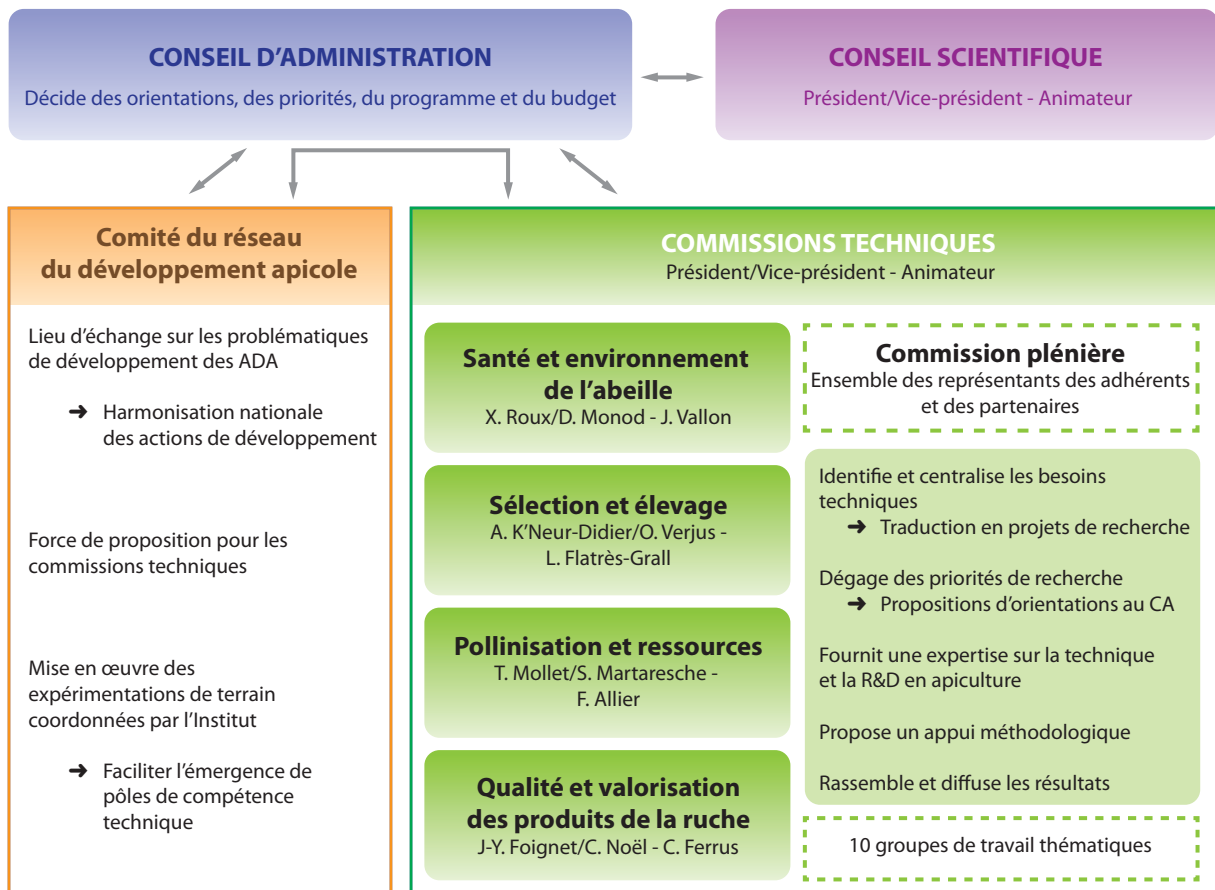 CONSEIL D'ADMINISTRATION
Décide des orientations, des priorités, du programme et du budget
CONSEIL SCIENTIFIQUE
Président/Vice-président - Animateur
Comité du réseau
du développement apicole
Lieu d'échange sur les problématiques
de développement des ADA
➜ Harmonisation nationale
des actions de développement
Force de proposition pour les
commissions techniques
Mise en œuvre des
expérimentations de terrain
coordonnées par l'Institut
➜ Faciliter l'émergence de
pôles de compétence
technique
COMMISSIONS TECHNIQUES
Président/Vice-président - Animateur
Santé et environnement
de l'abeille
X. Roux/D. Monod - J. Vallon
Sélection et élevage
A. K'Neur-Didier/O. Verjus -
L. Flatrès-Grall
Pollinisation et ressources
T. Mollet/S. Martaresche -
F. Allier
Qualité et valorisation
des produits de la ruche
J-Y. Foignet/C. Noël - C. Ferrus
Commission plénière
Ensemble des représentants des adhérents
et des partenaires
Identifie et centralise les besoins
techniques
➜ Traduction en projets de recherche
Dégage des priorités de recherche
➜ Propositions d'orientations au CA
Fournit une expertise sur la technique
et la R&D en apiculture
Propose un appui méthodologique
Rassemble et diffuse les résultats
10 groupes de travail thématiques